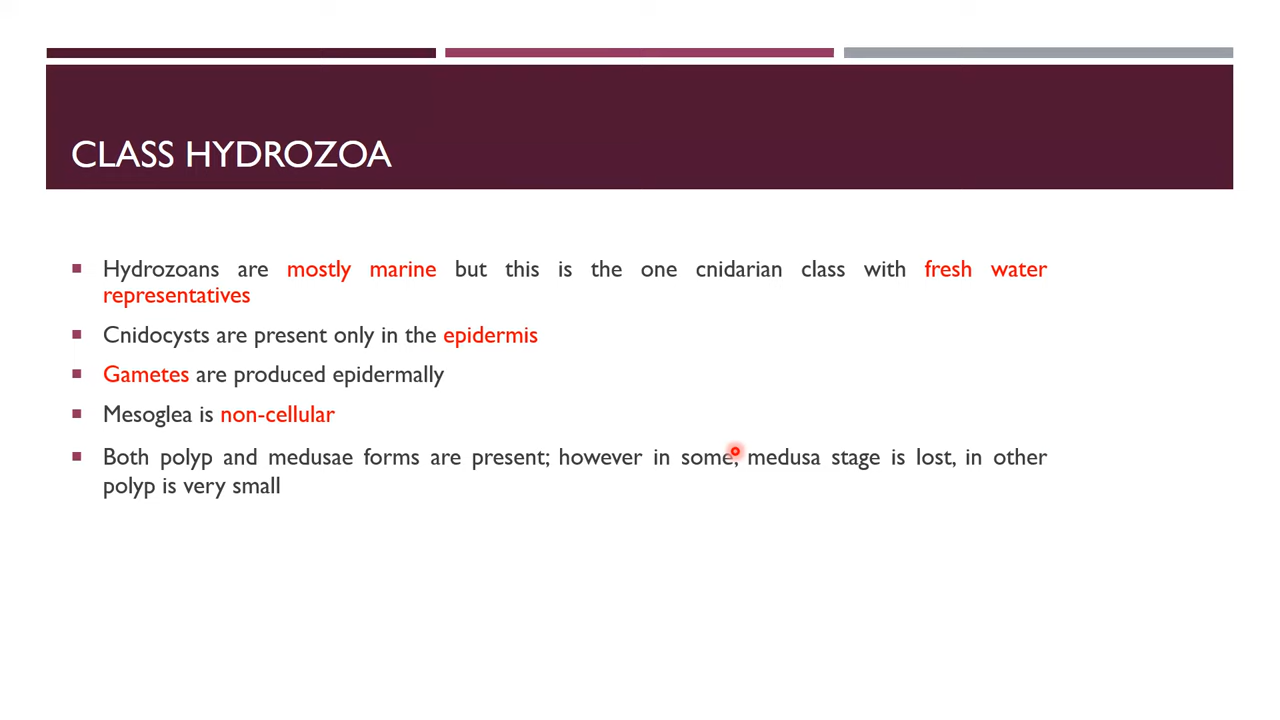 CLASS HYDROZOA
Hydrozoans are mostly marine but this is the one cnidarian class with fresh water
representatives
Cnidocysts are present only in the epidermis
Gametes are produced epidermally
Mesoglea is non-cellular
Both polyp and medusae forms are present; however in some, medusa stage is lost, in other
polyp is very small